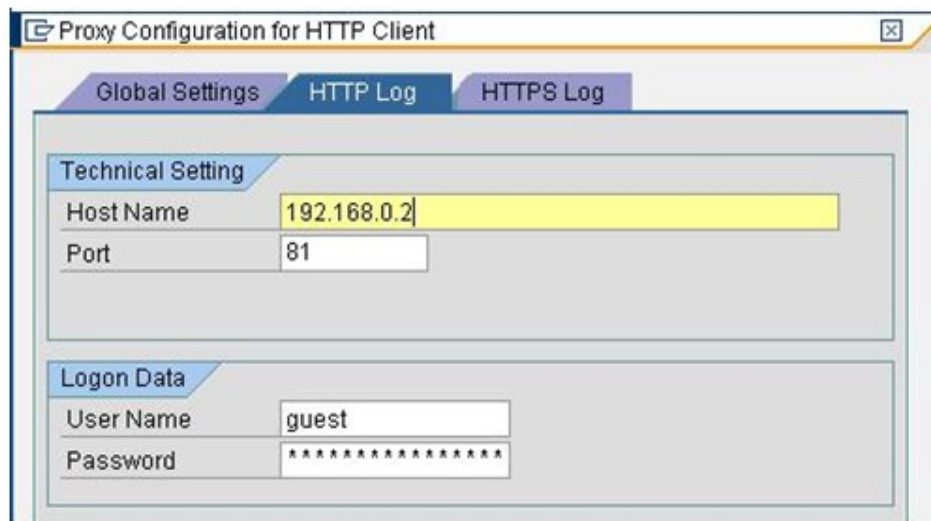 Proxy Configuration for HTTP Client
Global Settings HTTP Log HTTPS Log
Technical Setting
Host Name 192.168.0.2
Port 81
Logon Data
User Name guest
Password ****************